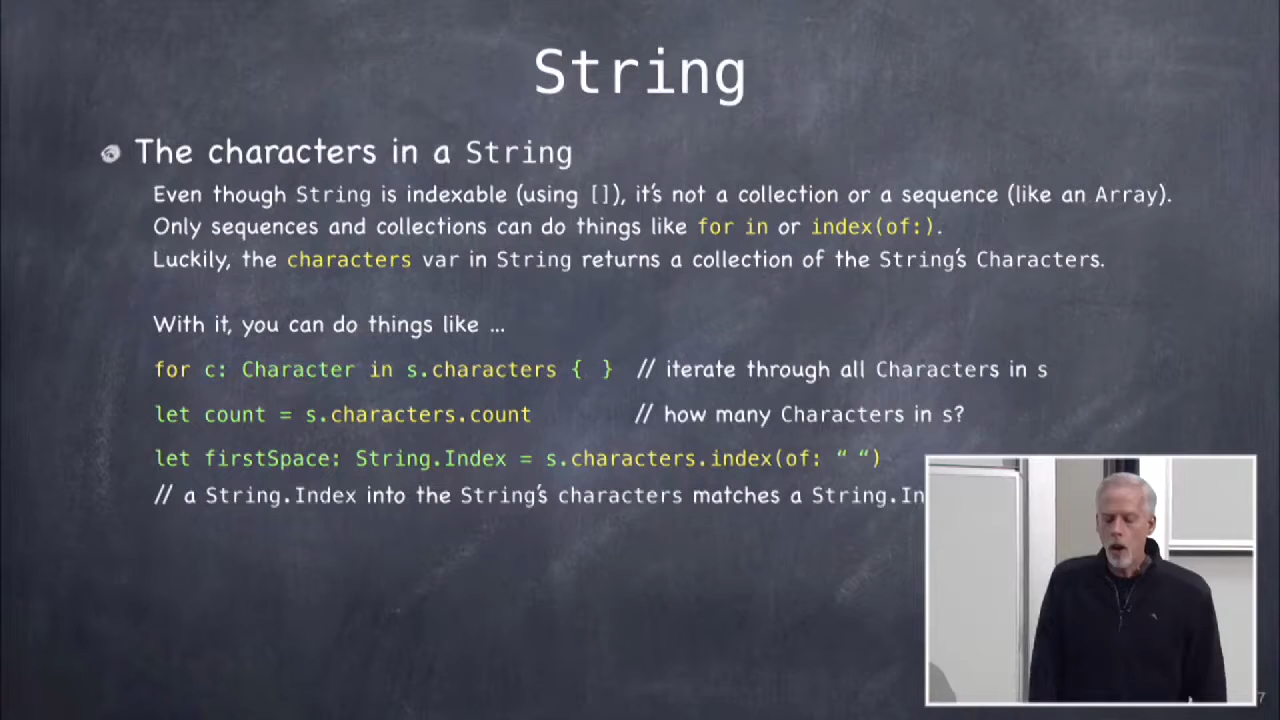 String
The characters in a String
Even though String is indexable (using []), it's not a collection or a sequence (like an Array).
Only sequences and collections can do things like for in or index(of:).
Luckily, the characters var in String returns a collection of the String's Characters.
With it, you can do things like ...
for c: Character in s.characters { } // iterate through all Characters in s
let count = s.characters.count // how many Characters in s?
let firstSpace: String.Index = s.characters.index(of: “ “)
// a String.Index into the String's characters matches a String.In
7